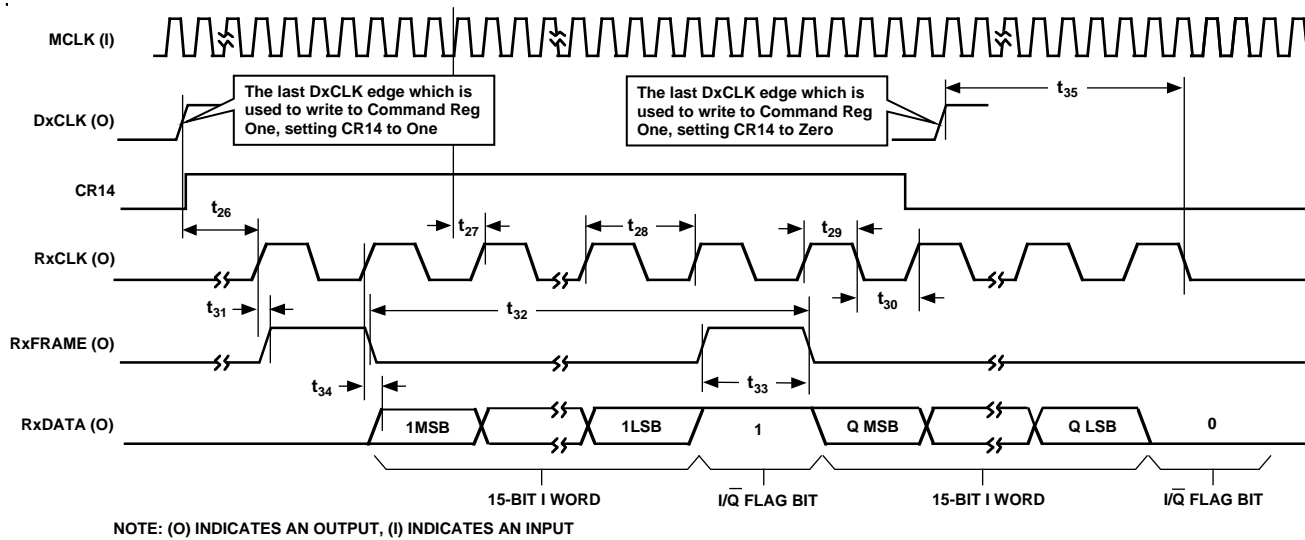 MCLK (I)
The last DxCLK edge which is
used to write to Command Reg
One, setting CR14 to One
The last DxCLK edge which is
used to write to Command Reg
One, setting CR14 to Zero
t35
DxCLK (O)
CR14
t26
t27
t28
t29
RxCLK (O)
t30
t31
t32
RxFRAME (O)
t33
t34
RxDATA (O)
1MSB
1LSB
1
Q MSB
Q LSB
0
15-BIT I WORD
I/Q̅ FLAG BIT
15-BIT I WORD
I/Q̅ FLAG BIT
NOTE: (O) INDICATES AN OUTPUT, (I) INDICATES AN INPUT